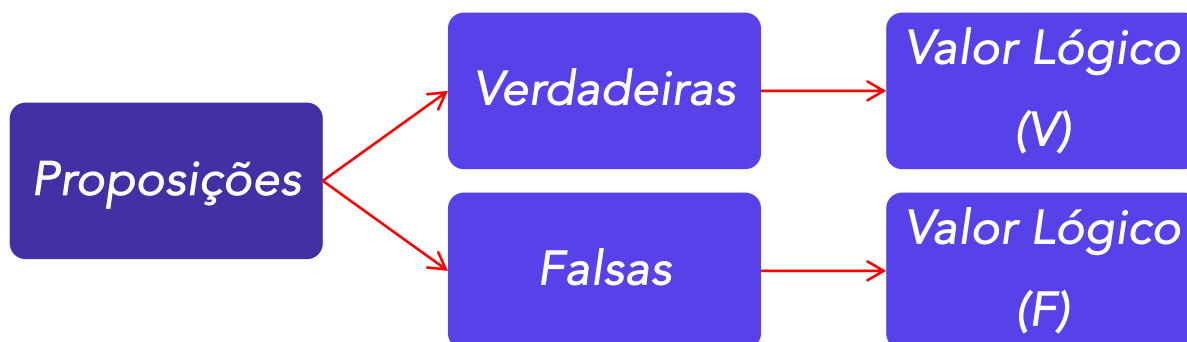 Proposições
Verdadeiras
Valor Lógico
(V)
Falsas
Valor Lógico
(F)